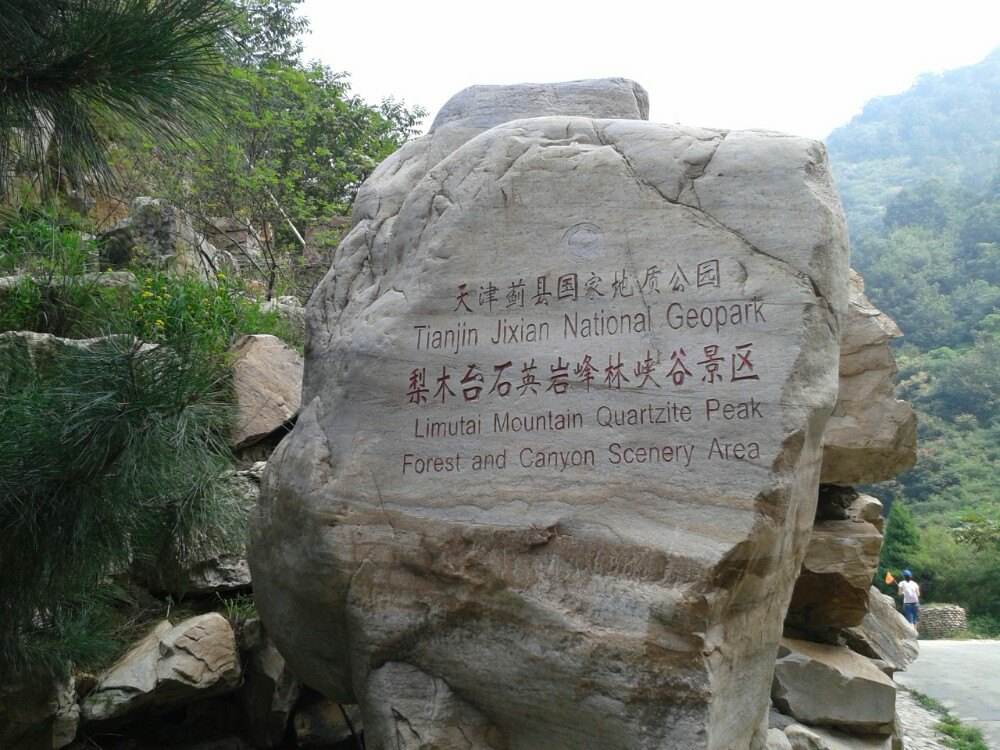 天津蓟县国家地质公园
Tianjin Jixian National Geopark
梨木台石英岩峰林峡谷景区
Limutai Mountain Quartzite Peak
Forest and Canyon Scenery Area